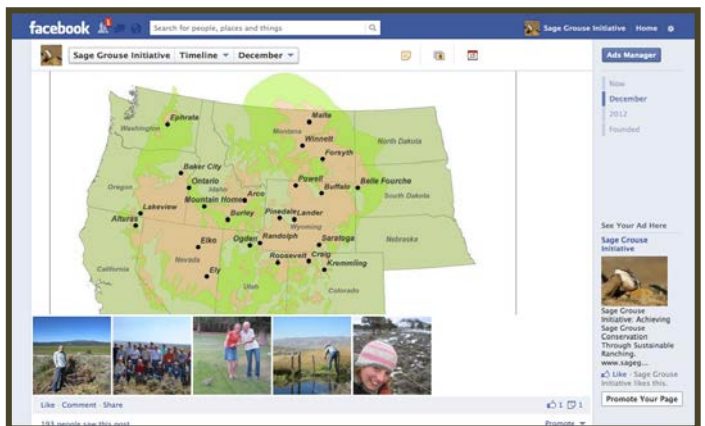 facebook
1
Search for people, places and things
Sage Grouse Initiative Home
Sage Grouse Initiative Timeline December
Ads Manager
Now
December
2012
Founded
Malta
Ephrata
Washington
Montana
Winnett
North Dakota
Forsyth
Baker City
Ontario
Powell
Belle Fourche
Oregon
Idaho
Arco
Buffalo
Mountain Home
South Dakota
Lakeview
Burley
Pinedale
Lander
Alturas
Wyoming
Elko
Ogden
Randolph
Saratoga
Nebraska
Nevada
Roosevelt
Craig
Kremmling
Ely
California
Utah
Colorado
See Your Ad Here
Sage Grouse
Initiative
Sage Grouse
Initiative: Achieving
Sage Grouse
Conservation
Through Sustainable
Ranching.
www.sageg...
Like · Sage Grouse
Initiative likes this.
Promote Your Page
Like · Comment · Share
1 1
193 people saw this post
Promote